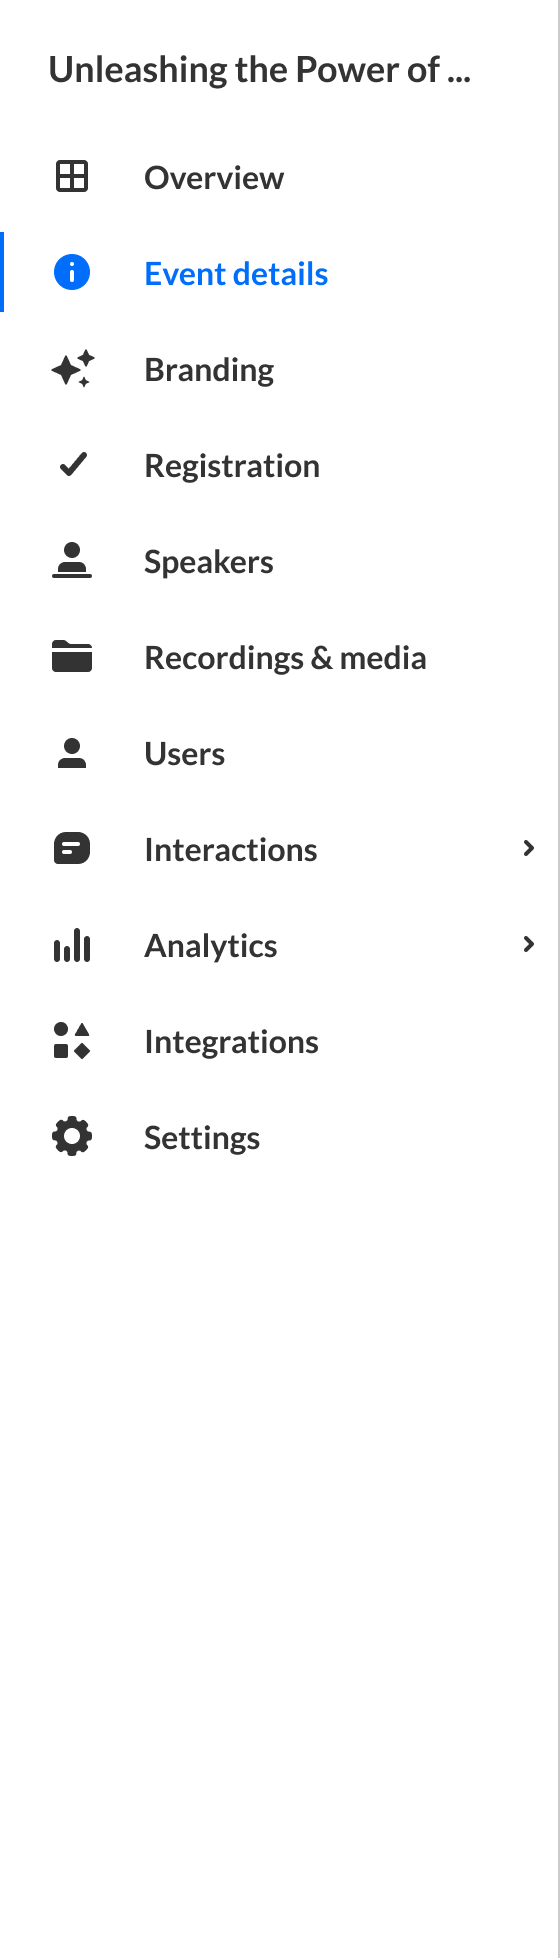 Unleashing the Power of ...
Overview
Event details
Branding
Registration
Speakers
Recordings & media
Users
Interactions
Analytics
Integrations
Settings